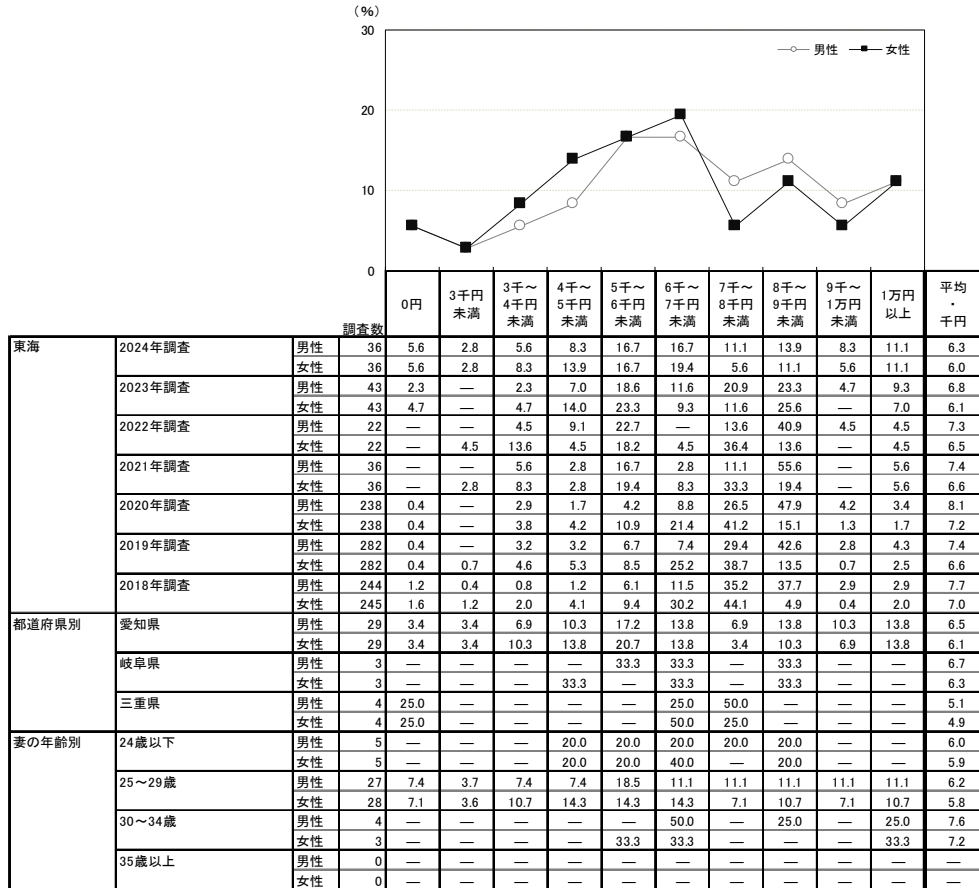 （％）
30
20
10
0
男性 女性
調査数 0円 3千円未満 3千～4千円未満 4千～5千円未満 5千～6千円未満 6千～7千円未満 7千～8千円未満 8千～9千円未満 9千～1万円未満 1万円以上 平均・千円
東海 2024年調査 男性 36 5.6 2.8 5.6 8.3 16.7 16.7 11.1 13.9 8.3 11.1 6.3
女性 36 5.6 2.8 8.3 13.9 16.7 19.4 5.6 11.1 5.6 11.1 6.0
2023年調査 男性 43 2.3 — 2.3 7.0 18.6 11.6 20.9 23.3 4.7 9.3 6.8
女性 43 4.7 — 4.7 14.0 23.3 9.3 11.6 25.6 — 7.0 6.1
2022年調査 男性 22 — — 4.5 9.1 22.7 — 13.6 40.9 4.5 4.5 7.3
女性 22 — 4.5 13.6 4.5 18.2 4.5 36.4 13.6 — 4.5 6.5
2021年調査 男性 36 — — 5.6 2.8 16.7 2.8 11.1 55.6 — 5.6 7.4
女性 36 — 2.8 8.3 2.8 19.4 8.3 33.3 19.4 — 5.6 6.6
2020年調査 男性 238 0.4 — 2.9 1.7 4.2 8.8 26.5 47.9 4.2 3.4 8.1
女性 238 0.4 — 3.8 4.2 10.9 21.4 41.2 15.1 1.3 1.7 7.2
2019年調査 男性 282 0.4 — 3.2 3.2 6.7 7.4 29.4 42.6 2.8 4.3 7.4
女性 282 0.4 0.7 4.6 5.3 8.5 25.2 38.7 13.5 0.7 2.5 6.6
2018年調査 男性 244 1.2 0.4 0.8 1.2 6.1 11.5 35.2 37.7 2.9 2.9 7.7
女性 245 1.6 1.2 2.0 4.1 9.4 30.2 44.1 4.9 0.4 2.0 7.0
都道府県別 愛知県 男性 29 3.4 3.4 6.9 10.3 17.2 13.8 6.9 13.8 10.3 13.8 6.5
女性 29 3.4 3.4 10.3 13.8 20.7 13.8 3.4 10.3 6.9 13.8 6.1
岐阜県 男性 3 — — — — 33.3 33.3 — 33.3 — — 6.7
女性 3 — — — 33.3 — 33.3 — 33.3 — — 6.3
三重県 男性 4 25.0 — — — — 25.0 50.0 — — — 5.1
女性 4 25.0 — — — — 50.0 25.0 — — — 4.9
妻の年齢別 24歳以下 男性 5 — — — 20.0 20.0 20.0 20.0 20.0 — — 6.0
女性 5 — — — 20.0 20.0 40.0 — 20.0 — — 5.9
25～29歳 男性 27 7.4 3.7 7.4 7.4 18.5 11.1 11.1 11.1 11.1 11.1 6.2
女性 28 7.1 3.6 10.7 14.3 14.3 14.3 7.1 10.7 7.1 10.7 5.8
30～34歳 男性 4 — — — — — 50.0 — 25.0 — 25.0 7.6
女性 3 — — — — 33.3 33.3 — — — 33.3 7.2
35歳以上 男性 0 — — — — — — — — — — —
女性 0 — — — — — — — — — — —